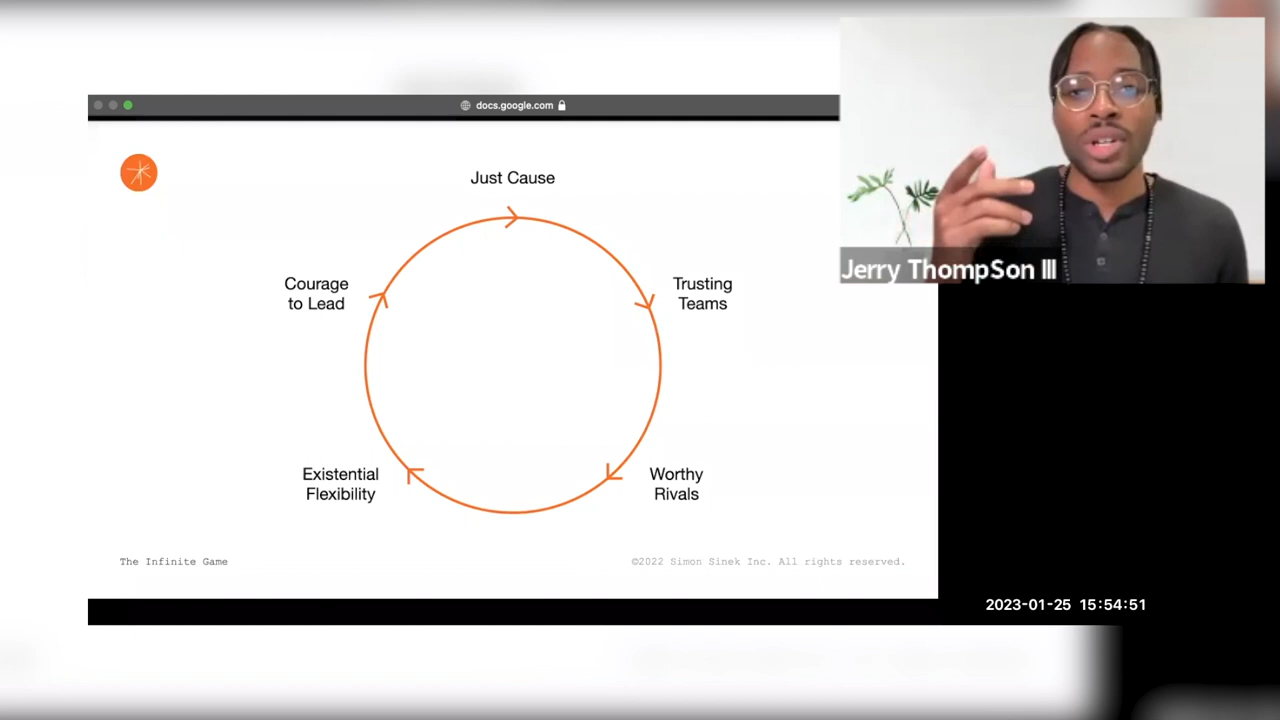 docs.google.com
Just Cause
Courage
to Lead
Trusting
Teams
Existential
Flexibility
Worthy
Rivals
The Infinite Game
©2022 Simon Sinek Inc. All rights reserved.
Jerry ThompSon III
2023-01-25 15:54:51